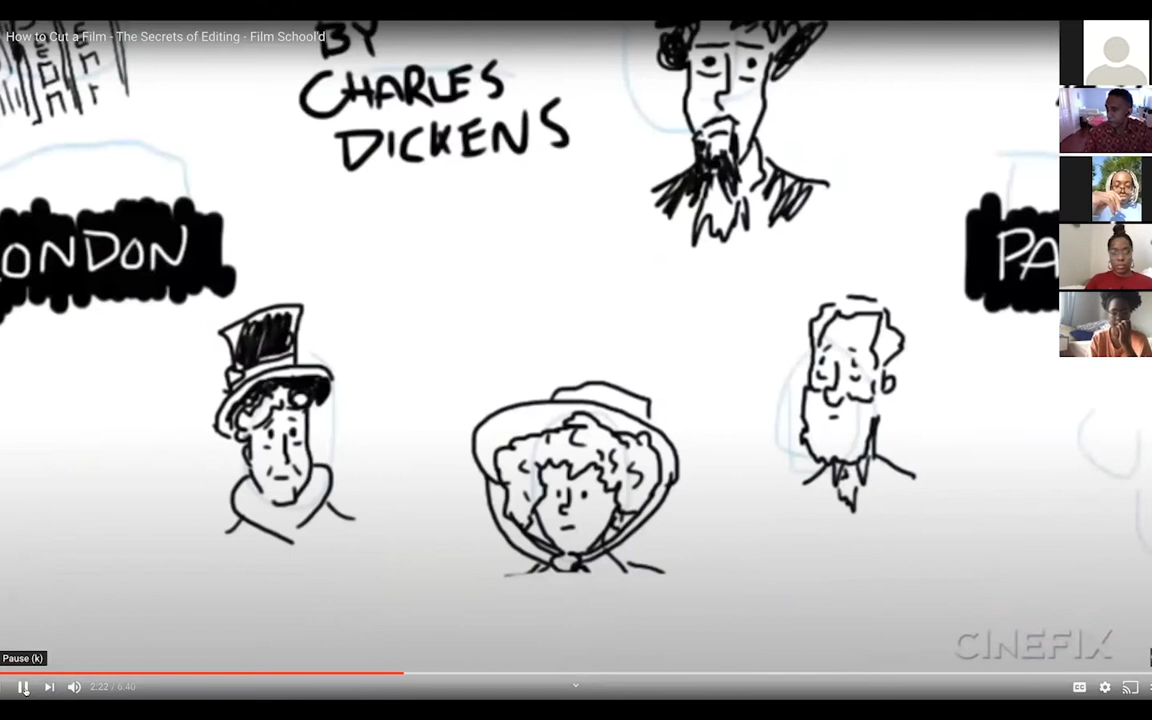 How to Cut a Film - The Secrets of Editing - Film School'd
BY
CHARLES
DICKENS
ONDON
PA
CINEFIX
Pause (k)
2:22 / 6:40
CC